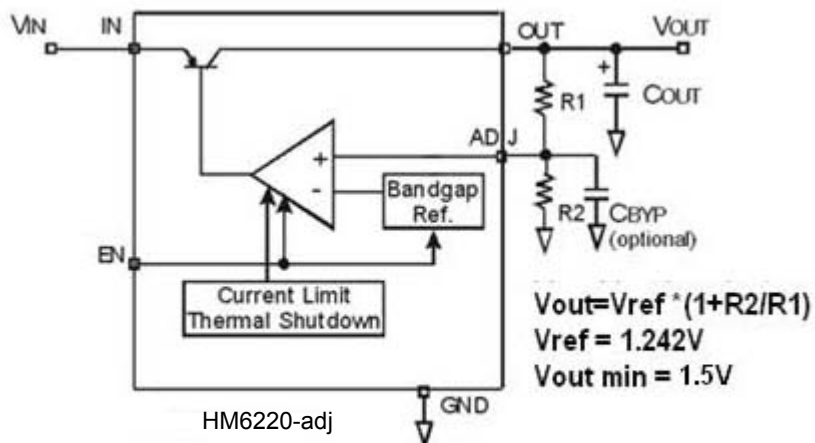 VIN
IN
OUT
VOUT
+
R1
COUT
ADJ
+
-
Bandgap
Ref.
R2
CBYP
(optional)
EN
Current Limit
Thermal Shutdown
Vout=Vref *(1+R2/R1)
Vref = 1.242V
Vout min = 1.5V
GND
HM6220-adj